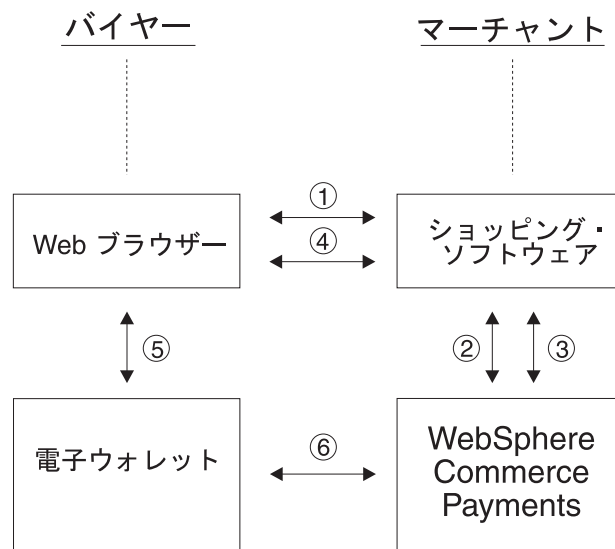 バイヤー
マーチャント
①
Web ブラウザー
④
ショッピング・
ソフトウェア
⑤
②
③
電子ウォレット
⑥
WebSphere
Commerce
Payments